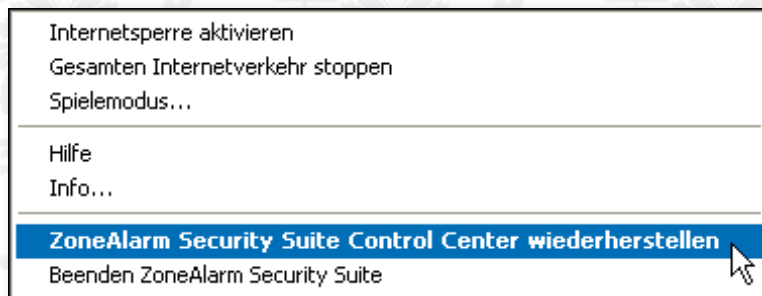 Internetsperre aktivieren
Gesamten Internetverkehr stoppen
Spielemodus...
Hilfe
Info...
ZoneAlarm Security Suite Control Center wiederherstellen
Beenden ZoneAlarm Security Suite